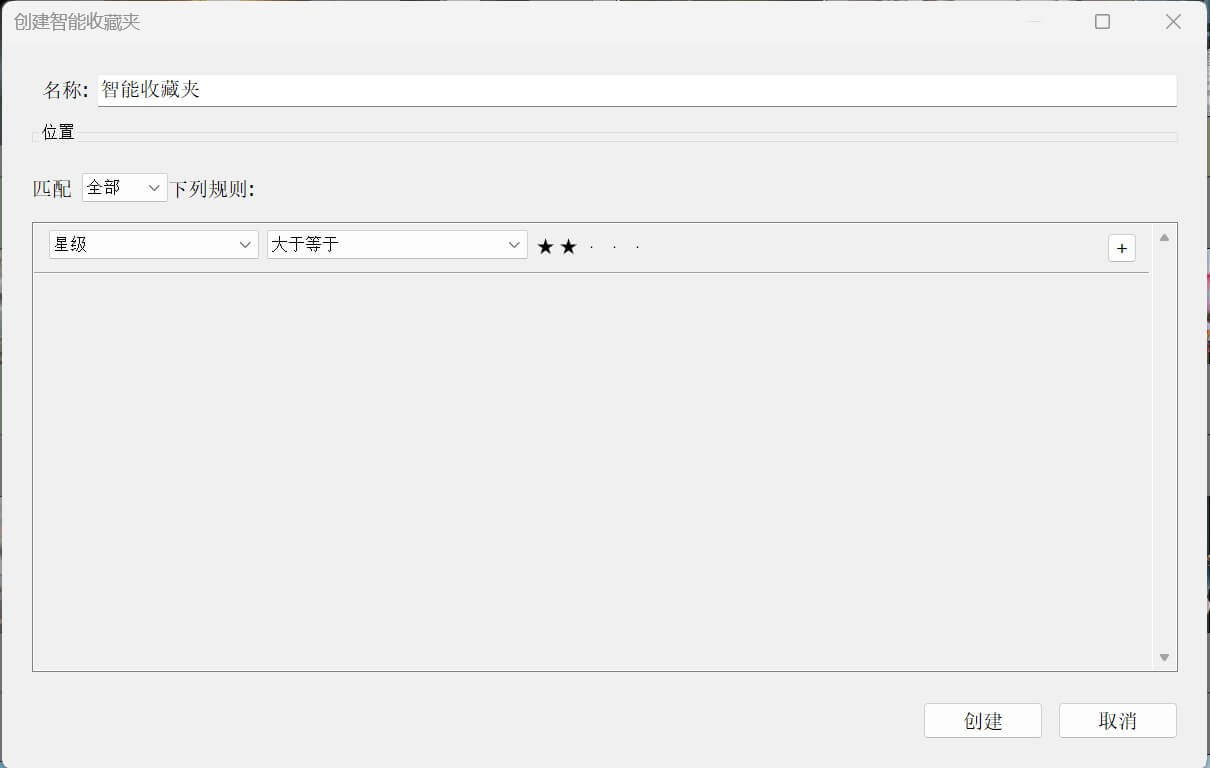 创建智能收藏夹
名称: 智能收藏夹
位置
匹配 全部 下列规则:
星级 大于等于 ★ ★ · · · +
创建 取消